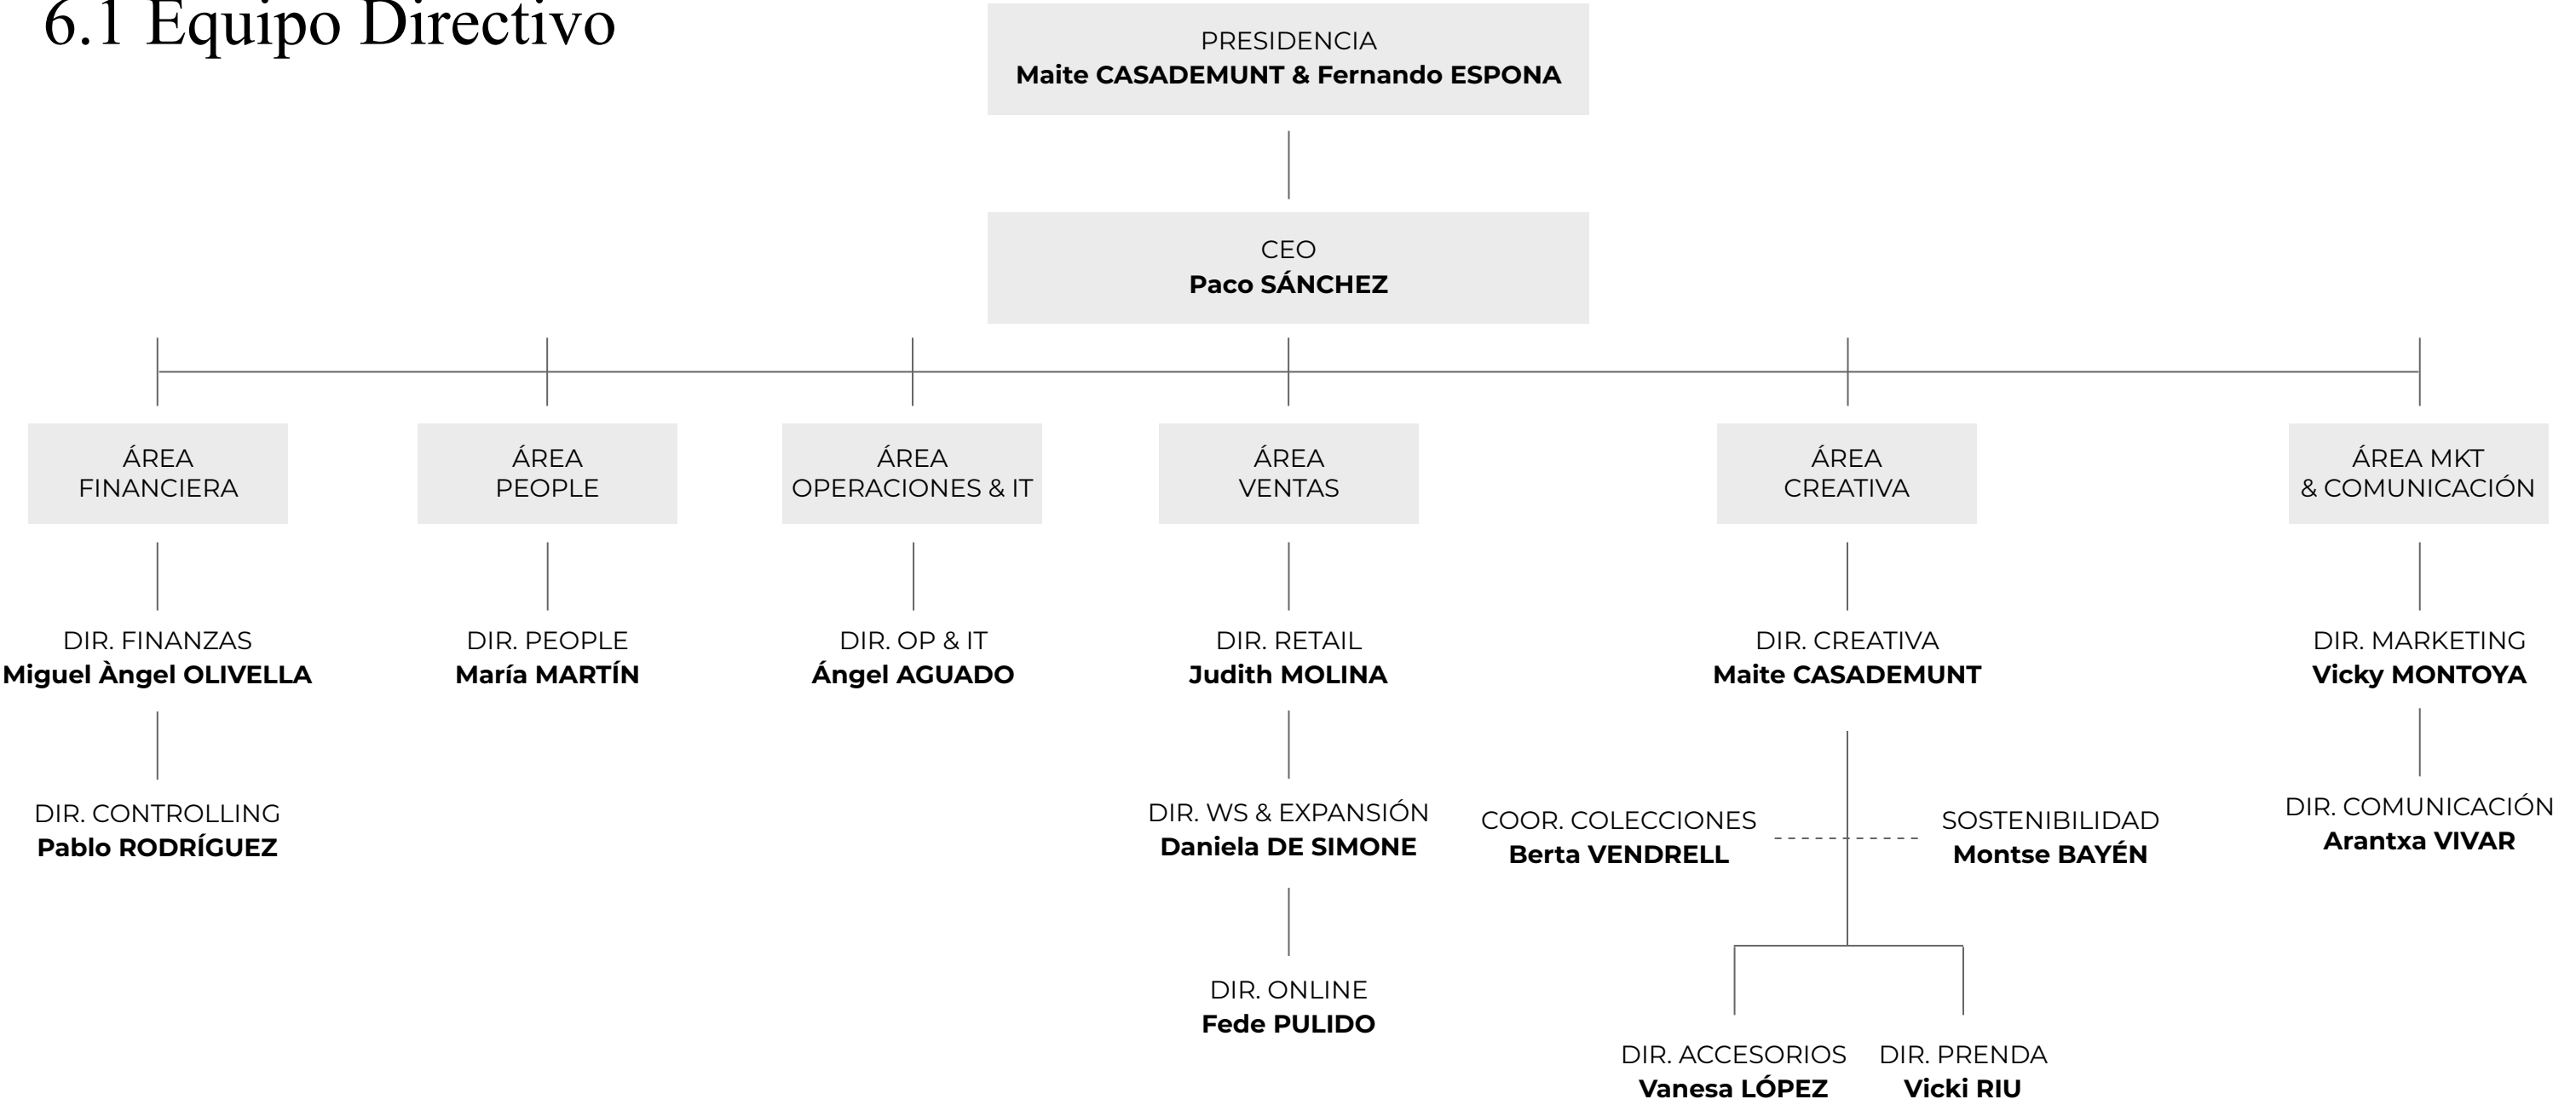 6.1 Equipo Directivo
PRESIDENCIA
Maite CASADEMUNT & Fernando ESPONA
CEO
Paco SÁNCHEZ
ÁREA
FINANCIERA
ÁREA
PEOPLE
ÁREA
OPERACIONES & IT
ÁREA
VENTAS
ÁREA
CREATIVA
ÁREA MKT
& COMUNICACIÓN
DIR. FINANZAS
Miguel Àngel OLIVELLA
DIR. PEOPLE
María MARTÍN
DIR. OP & IT
Ángel AGUADO
DIR. RETAIL
Judith MOLINA
DIR. CREATIVA
Maite CASADEMUNT
DIR. MARKETING
Vicky MONTOYA
DIR. CONTROLLING
Pablo RODRÍGUEZ
DIR. WS & EXPANSIÓN
Daniela DE SIMONE
COOR. COLECCIONES
Berta VENDRELL
SOSTENIBILIDAD
Montse BAYÉN
DIR. COMUNICACIÓN
Arantxa VIVAR
DIR. ONLINE
Fede PULIDO
DIR. ACCESORIOS
Vanesa LÓPEZ
DIR. PRENDA
Vicki RIU